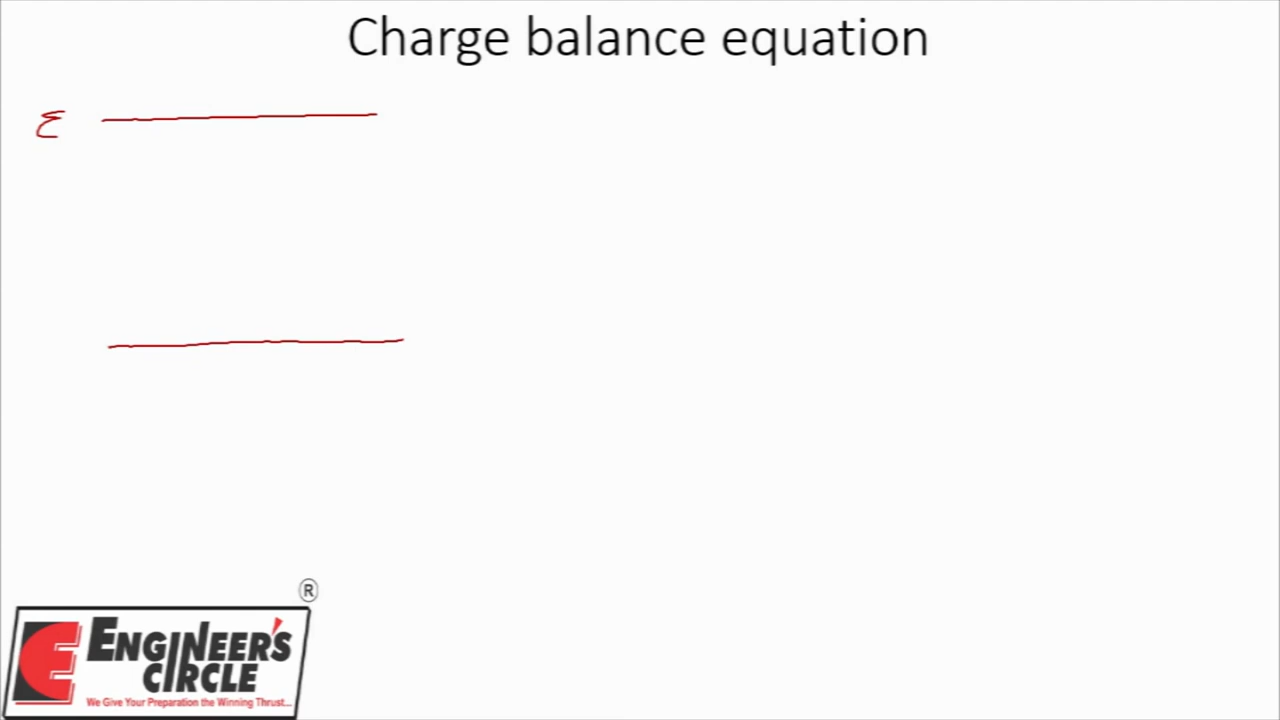 Charge balance equation
ε
®
ENGINEER'S
CIRCLE
We Give Your Preparation the Winning Thrust...